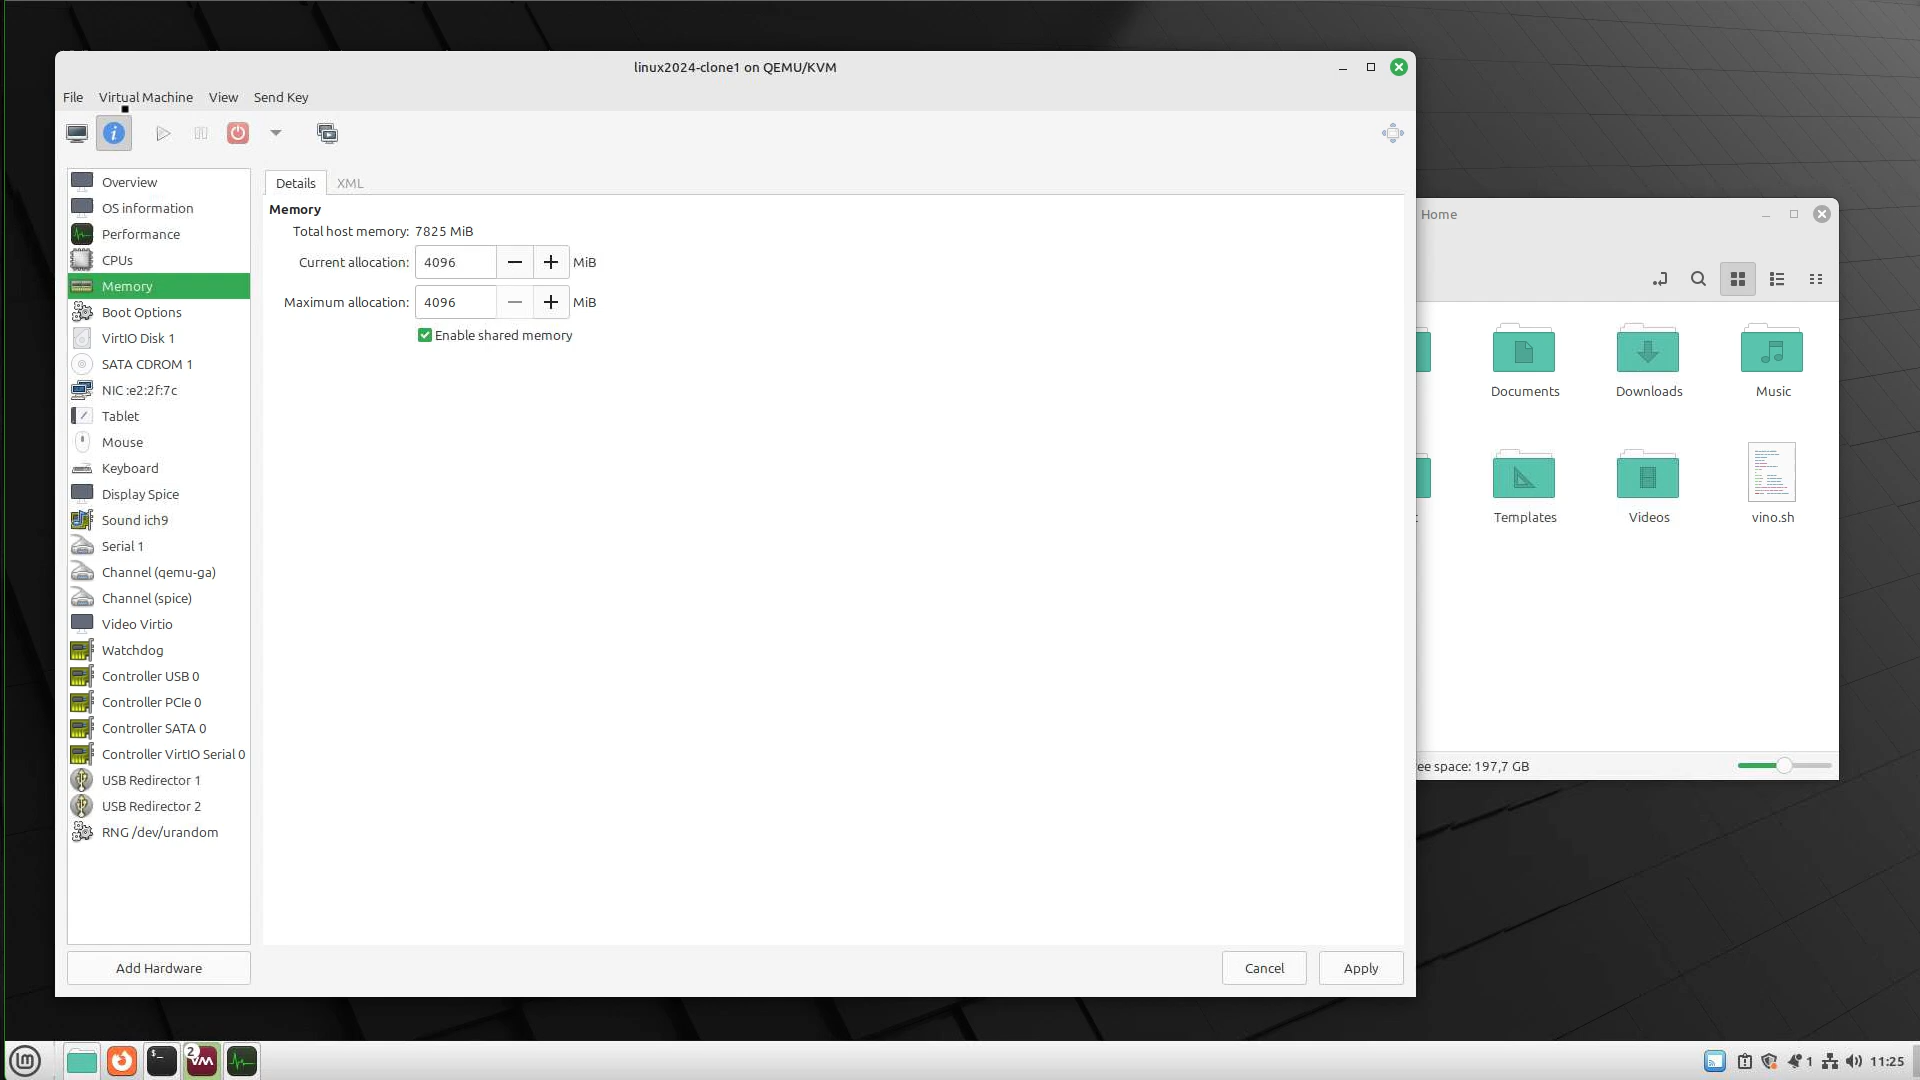 linux2024-clone1 on QEMU/KVM
File Virtual Machine View Send Key
Overview
OS information
Performance
CPUs
Memory
Boot Options
VirtIO Disk 1
SATA CDROM 1
NIC :e2:2f:7c
Tablet
Mouse
Keyboard
Display Spice
Sound ich9
Serial 1
Channel (qemu-ga)
Channel (spice)
Video Virtio
Watchdog
Controller USB 0
Controller PCIe 0
Controller SATA 0
Controller VirtIO Serial 0
USB Redirector 1
USB Redirector 2
RNG /dev/urandom
Add Hardware
Details XML
Memory
Total host memory: 7825 MiB
Current allocation: 4096 MiB
Maximum allocation: 4096 MiB
Enable shared memory
Cancel Apply
Home
Documents Downloads Music
Templates Videos vino.sh
ee space: 197,7 GB
2
1 11:25